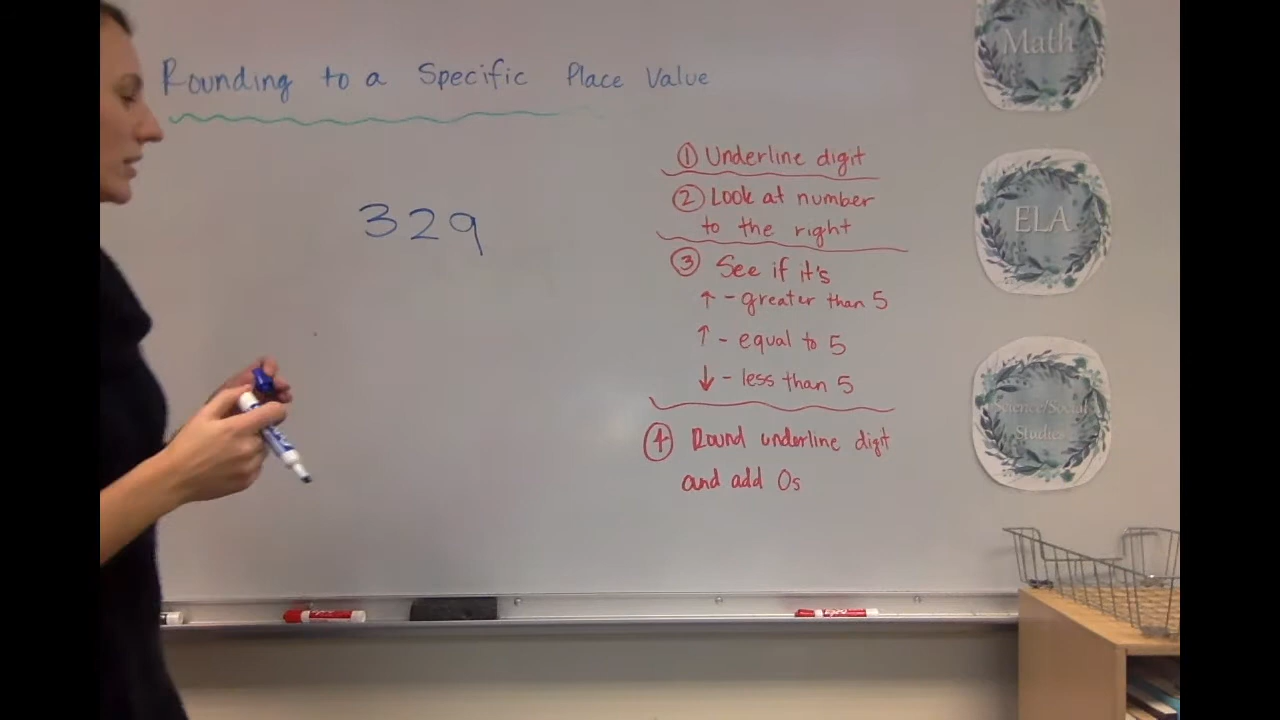 Rounding to a Specific Place Value
329
① Underline digit
② Look at number
to the right
③ See if it's
↑ - greater than 5
↑ - equal to 5
↓ - less than 5
④ Round underline digit
and add 0s
Math
ELA
Science/Social
Studies